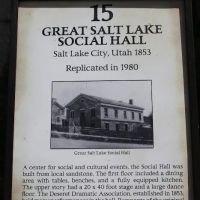 15
GREAT SALT LAKE
SOCIAL HALL
Salt Lake City, Utah 1853
Replicated in 1980
Great Salt Lake Social Hall
A center for social and cultural events, the Social Hall was
built from local sandstone. The first floor included a dining
area with tables, benches, and a fully equipped kitchen.
The upper story had a 20 x 40 foot stage and a large dance
floor. The Deseret Dramatic Association, established in 1853,